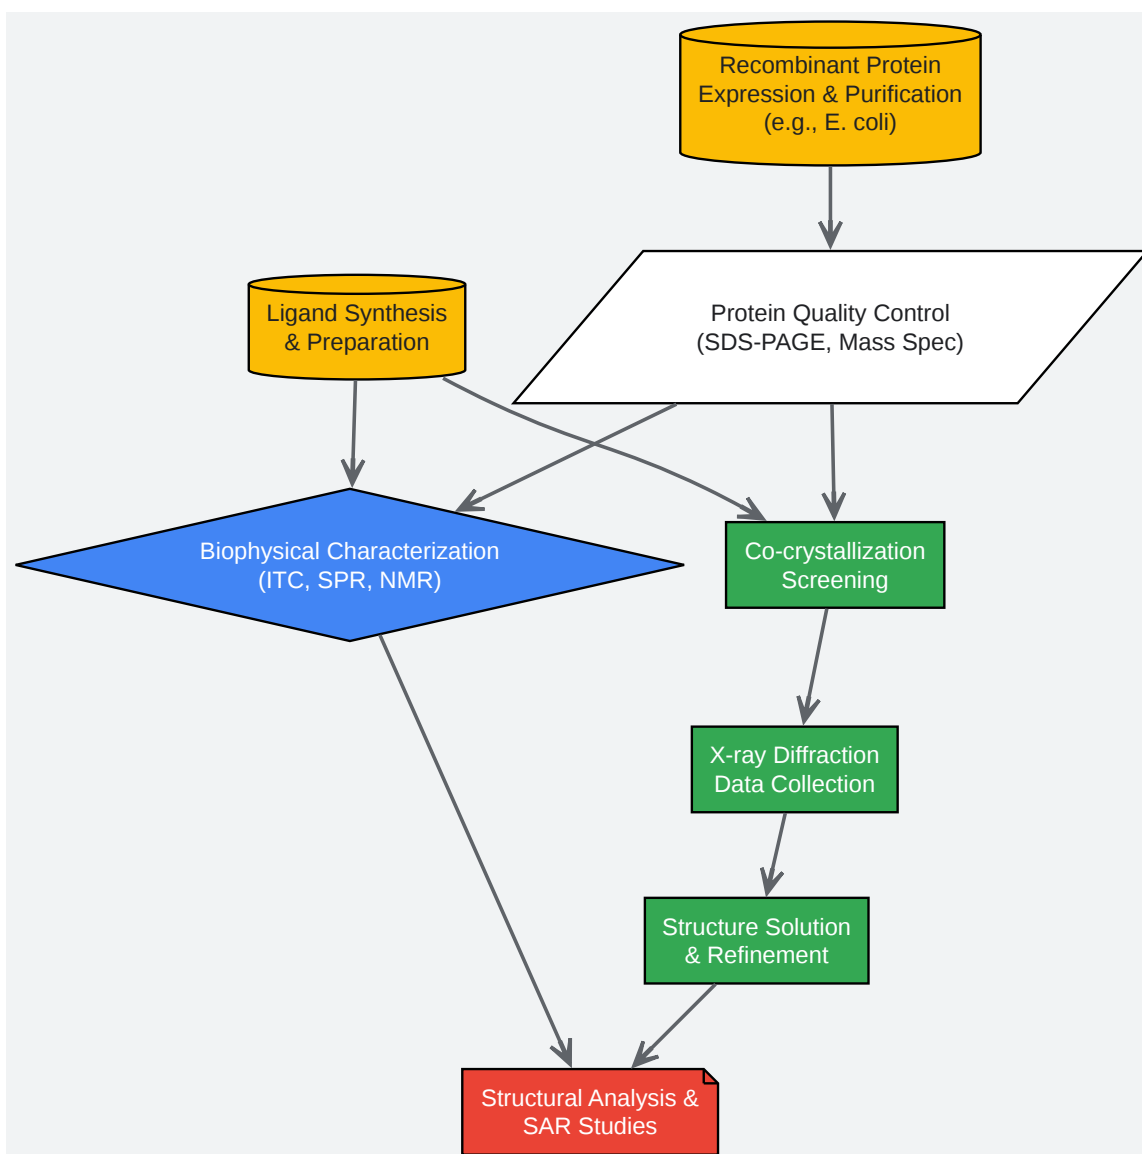 Recombinant Protein
Expression & Purification
(e.g., E. coli)
Ligand Synthesis
& Preparation
Protein Quality Control
(SDS-PAGE, Mass Spec)
Biophysical Characterization
(ITC, SPR, NMR)
Co-crystallization
Screening
X-ray Diffraction
Data Collection
Structure Solution
& Refinement
Structural Analysis &
SAR Studies